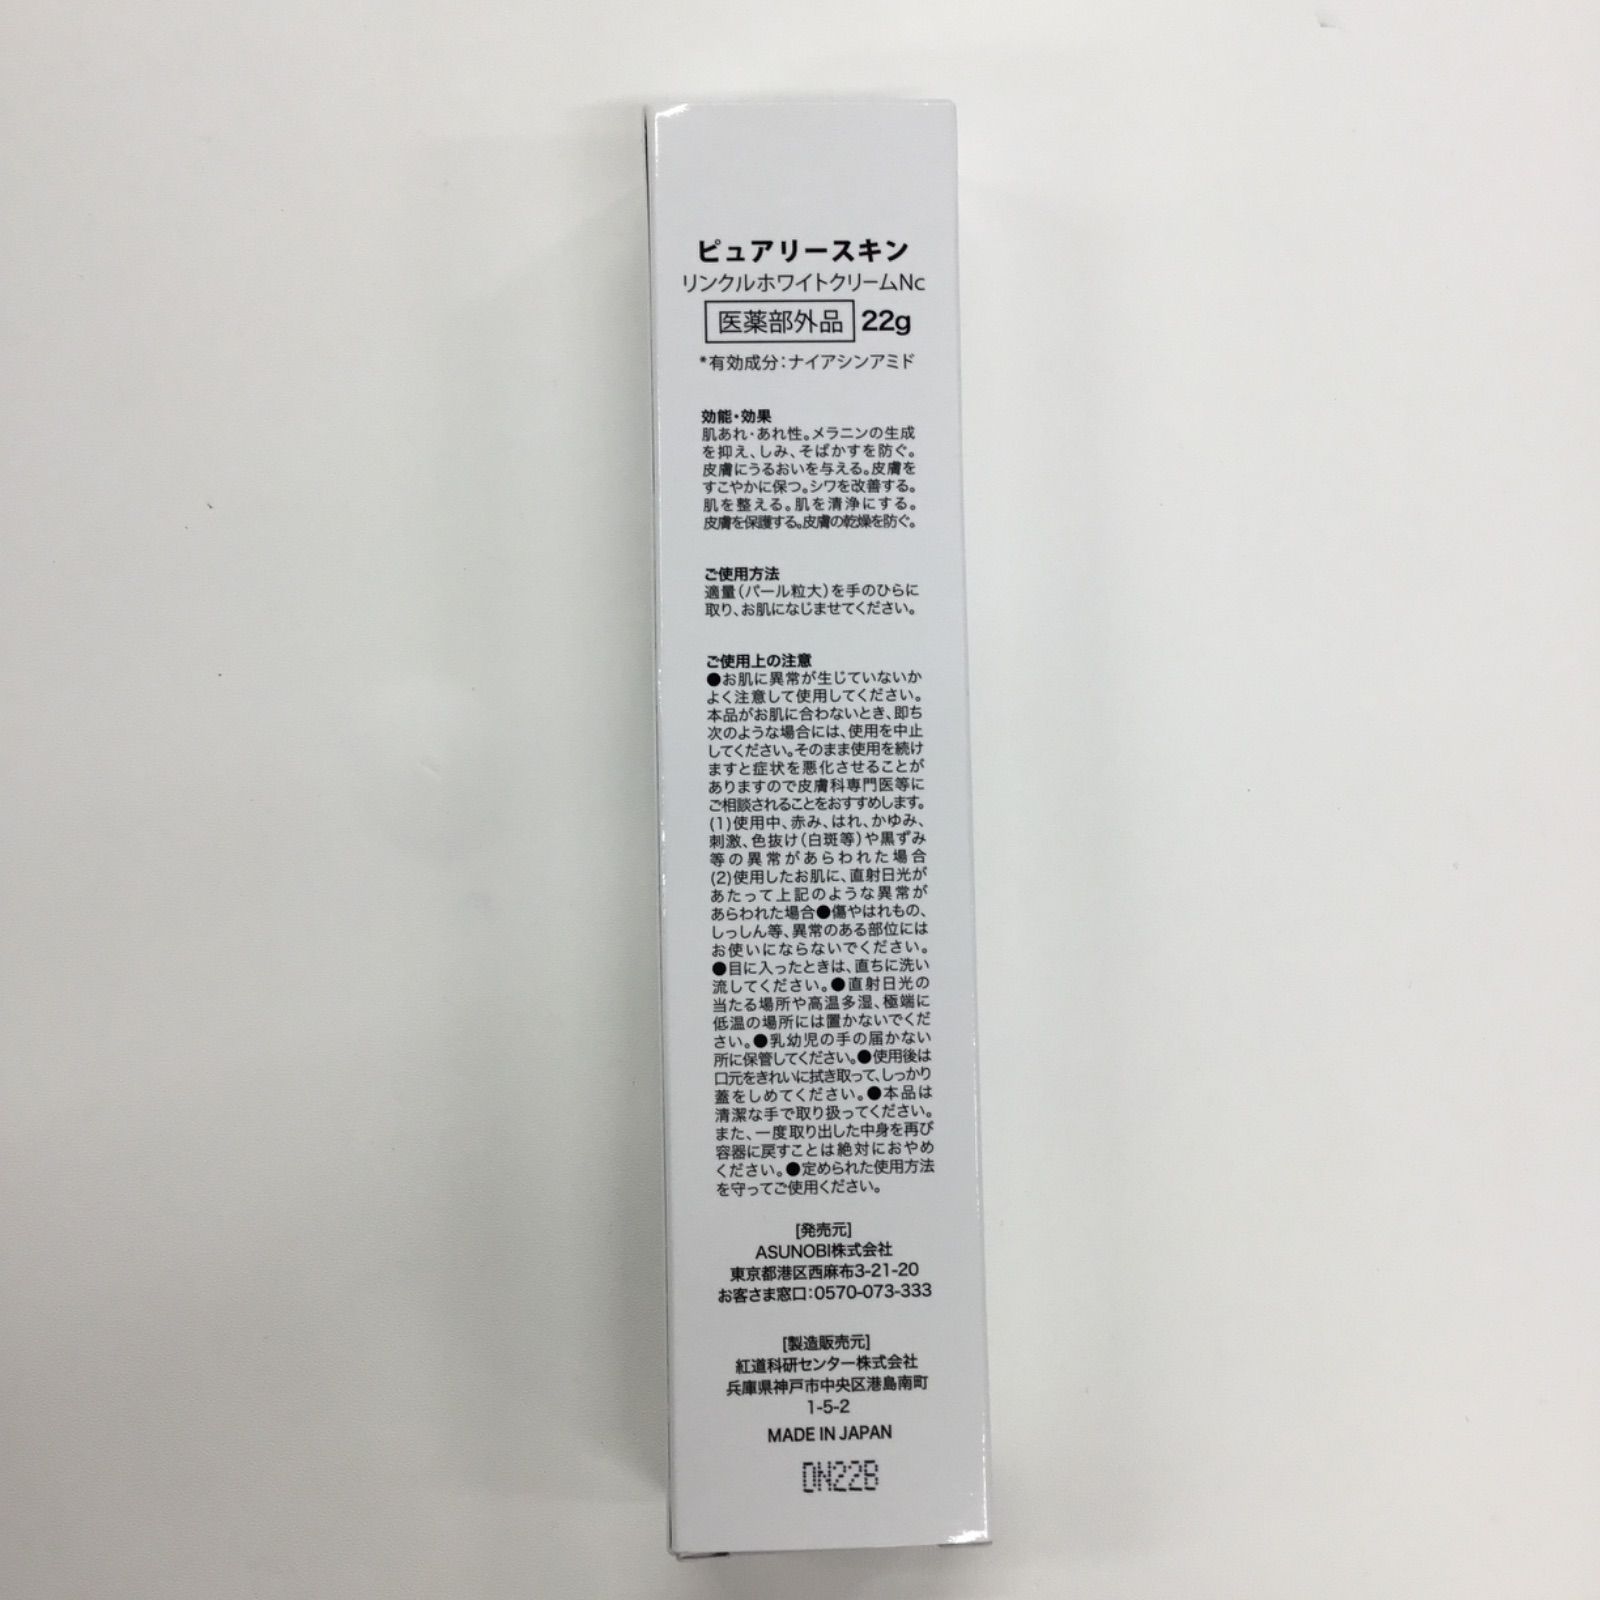 ピュアリースキン
リンクルホワイトクリームNc
医薬部外品 22g
*有効成分:ナイアシンアミド
効能・効果
肌あれ・あれ性。メラニンの生成
を抑え、しみ、そばかすを防ぐ。
皮膚にうるおいを与える。皮膚を
すこやかに保つ。シワを改善する。
肌を整える。肌を清浄にする。
皮膚を保護する。皮膚の乾燥を防ぐ。
ご使用方法
適量(パール粒大)を手のひらに
取り、お肌になじませてください。
ご使用上の注意
●お肌に異常が生じていないか
よく注意して使用してください。
本品がお肌に合わないとき、即ち
次のような場合には、使用を中止
してください。そのまま使用を続け
ますと症状を悪化させることが
ありますので皮膚科専門医等に
ご相談されることをおすすめします。
(1)使用中、赤み、はれ、かゆみ、
刺激、色抜け(白斑等)や黒ずみ
等の異常があらわれた場合
(2)使用したお肌に、直射日光が
あたって上記のような異常が
あらわれた場合●傷やはれもの、
しっしん等、異常のある部位には
お使いにならないでください。
●目に入ったときは、直ちに洗い
流してください。●直射日光の
当たる場所や高温多湿、極端に
低温の場所には置かないでくだ
さい。●乳幼児の手の届かない
所に保管してください。●使用後は
口元をきれいに拭き取って、しっかり
蓋をしめてください。●本品は
清潔な手で取り扱ってください。
また、一度取り出した中身を再び
容器に戻すことは絶対におやめ
ください。●定められた使用方法
を守ってご使用ください。
[発売元]
ASUNOBI株式会社
東京都港区西麻布3-21-20
お客さま窓口:0570-073-333
[製造販売元]
紅道科研センター株式会社
兵庫県神戸市中央区港島南町
1-5-2
MADE IN JAPAN
DN22B